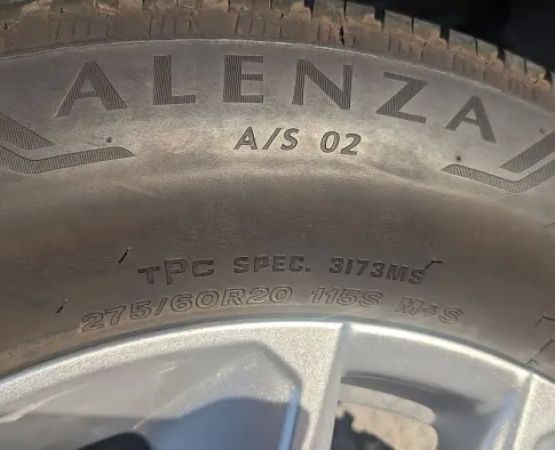 ALENZA
A/S 02
TPC SPEC. 3173MS
275/60R20 115S M+S